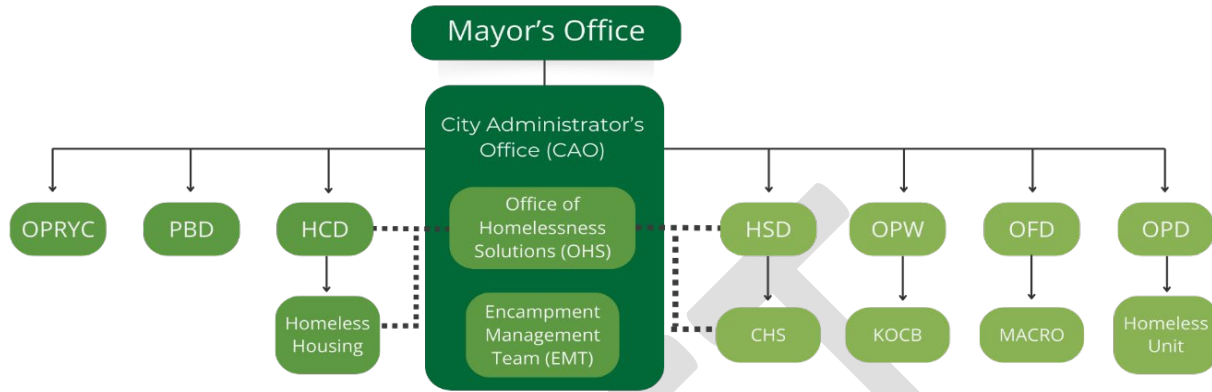 Mayor's Office
City Administrator's
Office (CAO)
OPRYC
PBD
HCD
Office of
Homelessness
Solutions (OHS)
HSD
OPW
OFD
OPD
Homeless
Housing
Encampment
Management
Team (EMT)
CHS
KOCB
MACRO
Homeless
Unit